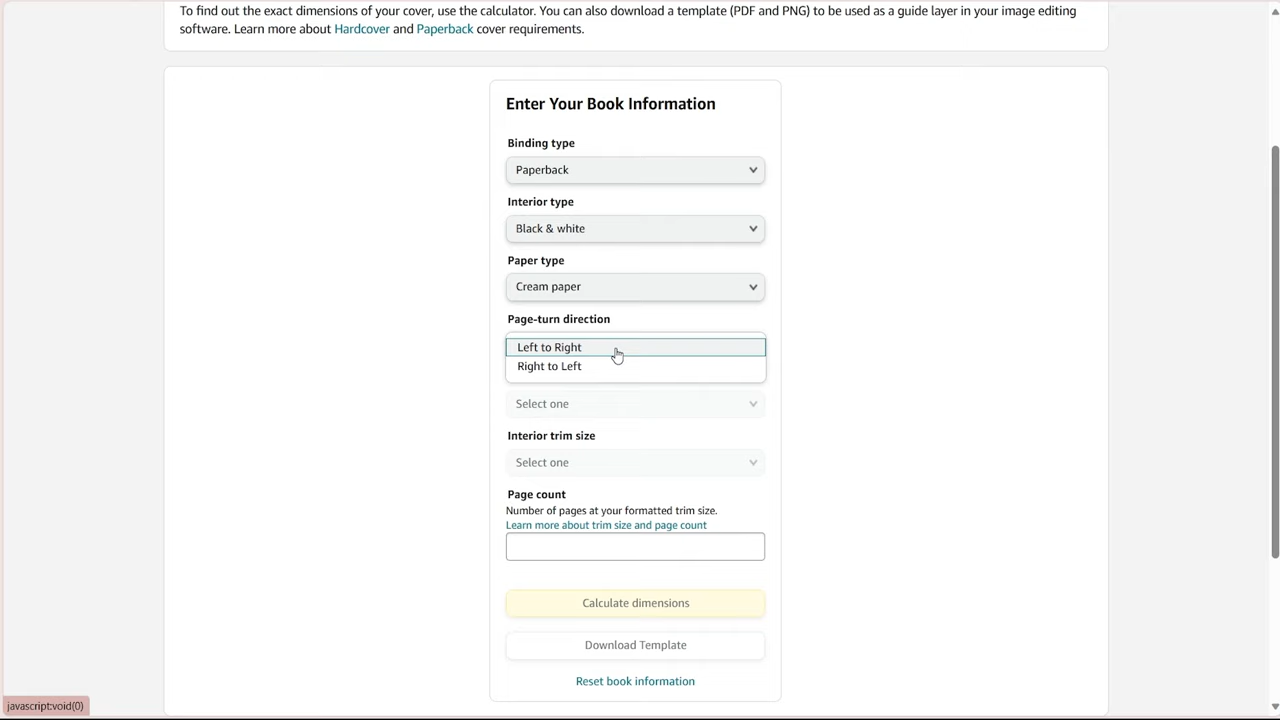 To find out the exact dimensions of your cover, use the calculator. You can also download a template (PDF and PNG) to be used as a guide layer in your image editing
software. Learn more about Hardcover and Paperback cover requirements.
Enter Your Book Information
Binding type
Paperback
Interior type
Black & white
Paper type
Cream paper
Page-turn direction
Left to Right
Right to Left
Select one
Interior trim size
Select one
Page count
Number of pages at your formatted trim size.
Learn more about trim size and page count
Calculate dimensions
Download Template
Reset book information
javascript:void(0)